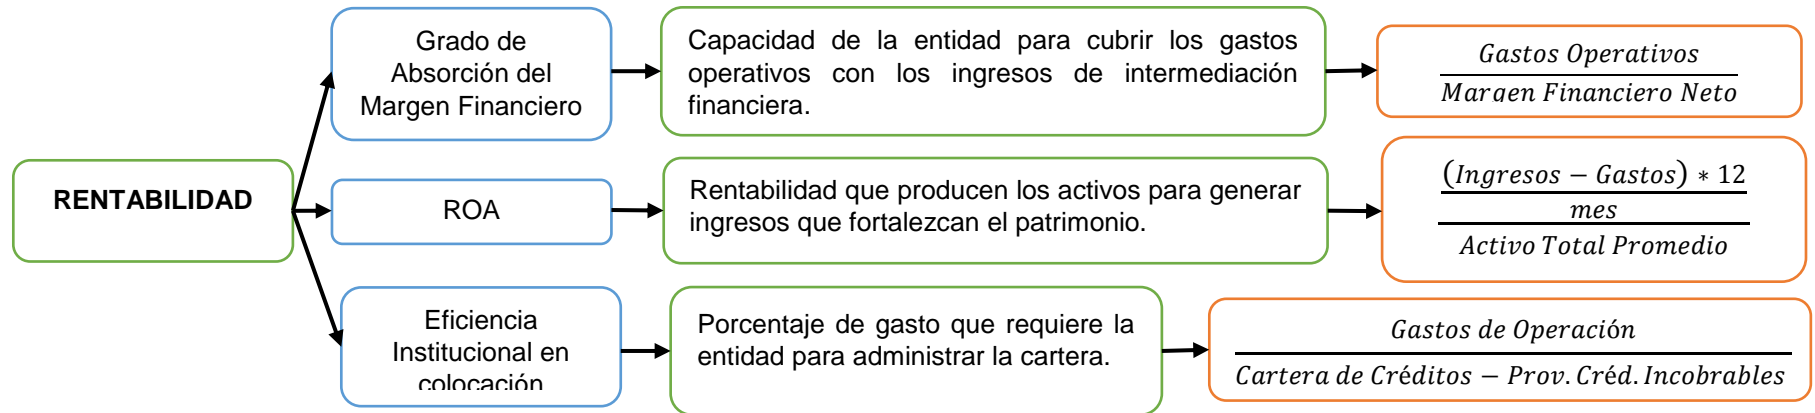 RENTABILIDAD
Grado de
Absorción del
Margen Financiero
Capacidad de la entidad para cubrir los gastos
operativos con los ingresos de intermediación
financiera.
Gastos Operativos
Margen Financiero Neto
ROA
Rentabilidad que producen los activos para generar
ingresos que fortalezcan el patrimonio.
(Ingresos − Gastos) ∗ 12
mes
Activo Total Promedio
Eficiencia
Institucional en
colocación
Porcentaje de gasto que requiere la
entidad para administrar la cartera.
Gastos de Operación
Cartera de Créditos − Prov. Créd. Incobrables